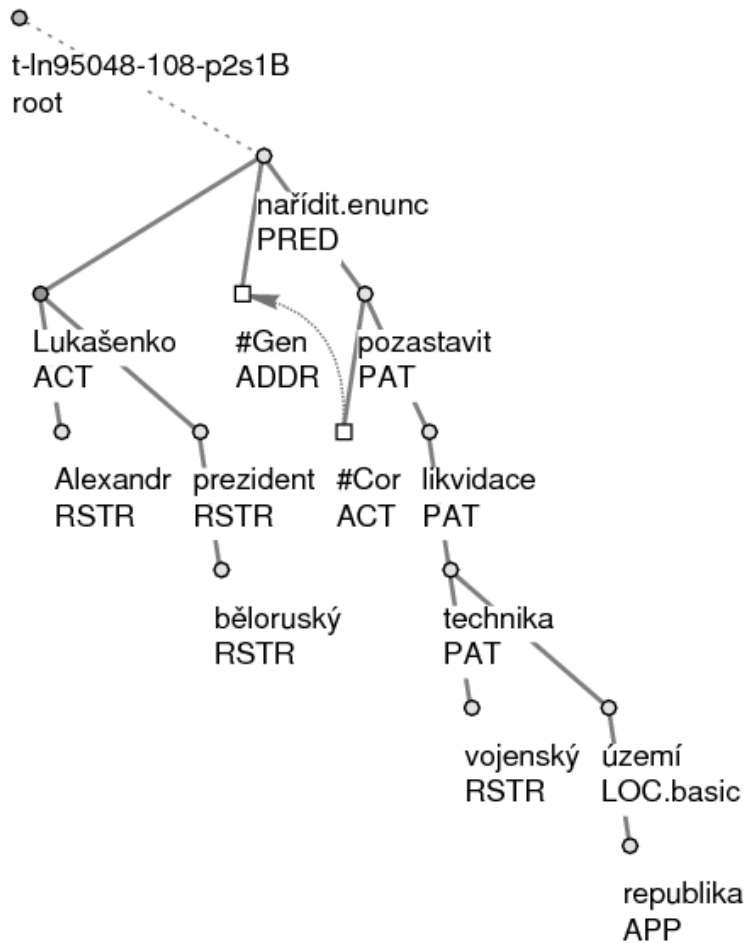 t-ln95048-108-p2s1B
root
nařídit.enunc
PRED
Lukašenko
ACT
#Gen
ADDR
pozastavit
PAT
Alexandr
RSTR
prezident
RSTR
#Cor
ACT
likvidace
PAT
běloruský
RSTR
technika
PAT
vojenský
RSTR
území
LOC.basic
republika
APP